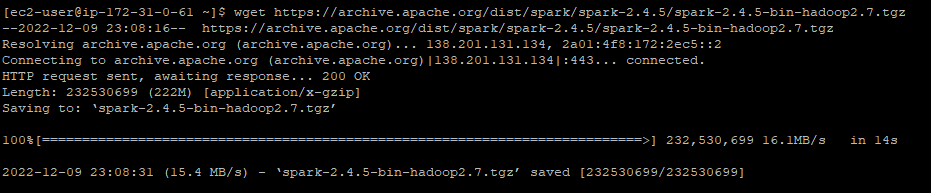 [ec2-user@ip-172-31-0-61 ~]$ wget https://archive.apache.org/dist/spark/spark-2.4.5/spark-2.4.5-bin-hadoop2.7.tgz
--2022-12-09 23:08:16--  https://archive.apache.org/dist/spark/spark-2.4.5/spark-2.4.5-bin-hadoop2.7.tgz
Resolving archive.apache.org (archive.apache.org)... 138.201.131.134, 2a01:4f8:172:2ec5::2
Connecting to archive.apache.org (archive.apache.org)|138.201.131.134|:443... connected.
HTTP request sent, awaiting response... 200 OK
Length: 232530699 (222M) [application/x-gzip]
Saving to: ‘spark-2.4.5-bin-hadoop2.7.tgz’
100%[===========================================================================>] 232,530,699 16.1MB/s   in 14s
2022-12-09 23:08:31 (15.4 MB/s) - ‘spark-2.4.5-bin-hadoop2.7.tgz’ saved [232530699/232530699]